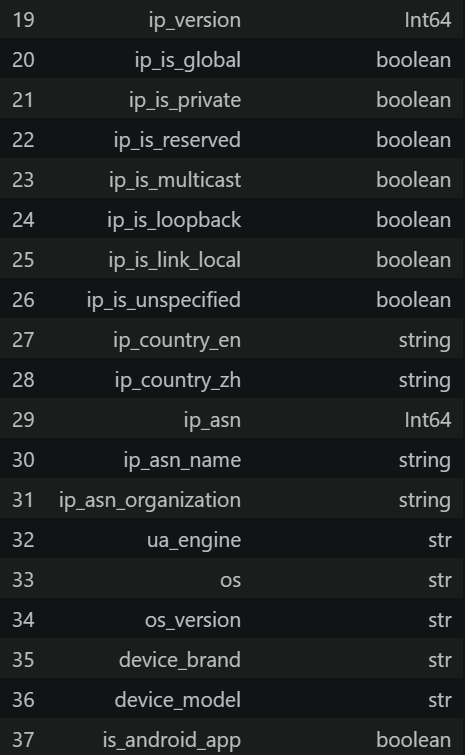 19 ip_version Int64
20 ip_is_global boolean
21 ip_is_private boolean
22 ip_is_reserved boolean
23 ip_is_multicast boolean
24 ip_is_loopback boolean
25 ip_is_link_local boolean
26 ip_is_unspecified boolean
27 ip_country_en string
28 ip_country_zh string
29 ip_asn Int64
30 ip_asn_name string
31 ip_asn_organization string
32 ua_engine str
33 os str
34 os_version str
35 device_brand str
36 device_model str
37 is_android_app boolean